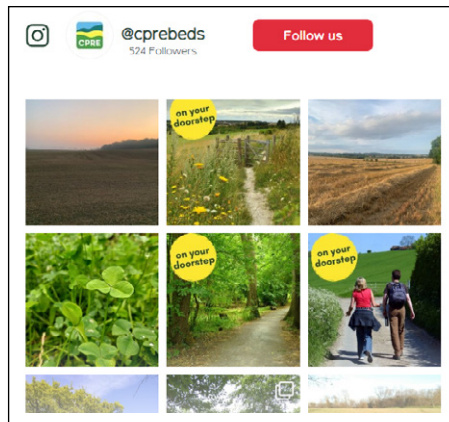 CPRE
@cprebeds
524 Followers
Follow us
on your
doorstep
on your
doorstep
on your
doorstep